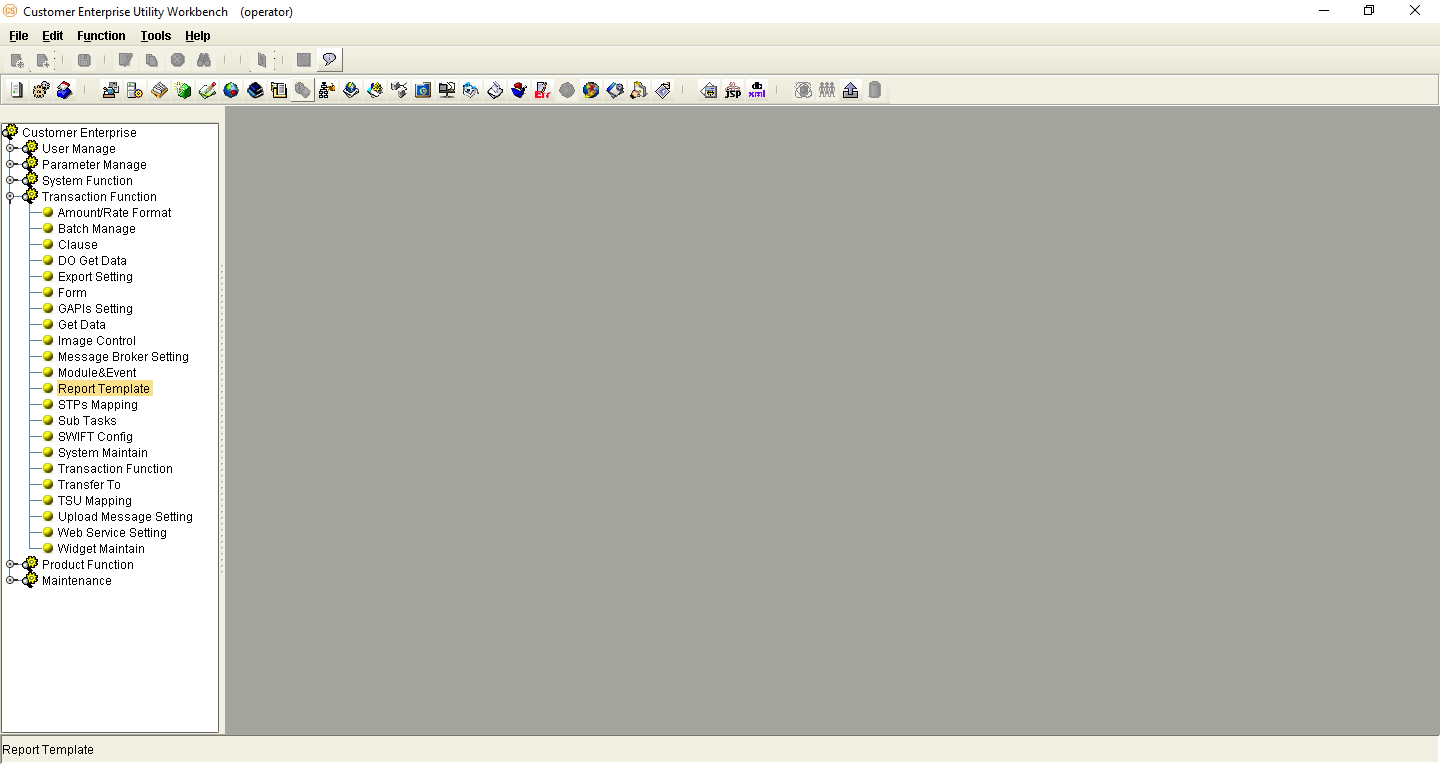 CS Customer Enterprise Utility Workbench (operator)
File Edit Function Tools Help
jsp
xml
Customer Enterprise
User Manage
Parameter Manage
System Function
Transaction Function
Amount/Rate Format
Batch Manage
Clause
DO Get Data
Export Setting
Form
GAPIs Setting
Get Data
Image Control
Message Broker Setting
Module&Event
Report Template
STPs Mapping
Sub Tasks
SWIFT Config
System Maintain
Transaction Function
Transfer To
TSU Mapping
Upload Message Setting
Web Service Setting
Widget Maintain
Product Function
Maintenance
Report Template